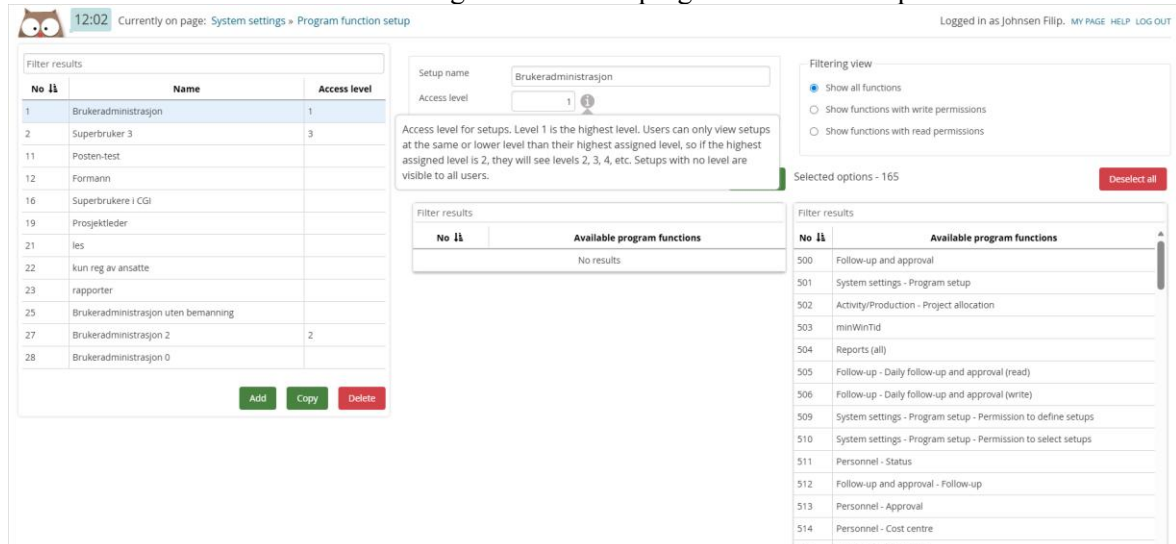 12:02 Currently on page: System settings » Program function setup
Logged in as Johnsen Filip. MY PAGE HELP LOG OUT
Filter results
No Name Access level
1 Brukeradministrasjon 1
2 Superbruker 3 3
11 Posten-test
12 Formann
16 Superbrukere i CGI
19 Prosjektleder
21 les
22 kun reg av ansatte
23 rapporter
25 Brukeradministrasjon uten bemanning
27 Brukeradministrasjon 2 2
28 Brukeradministrasjon 0
Add Copy Delete
Setup name Brukeradministrasjon
Access level 1
Access level for setups. Level 1 is the highest level. Users can only view setups
at the same or lower level than their highest assigned level, so if the highest
assigned level is 2, they will see levels 2, 3, 4, etc. Setups with no level are
visible to all users.
Filter results
No Available program functions
No results
Filtering view
Show all functions
Show functions with write permissions
Show functions with read permissions
Selected options - 165 Deselect all
Filter results
No Available program functions
500 Follow-up and approval
501 System settings - Program setup
502 Activity/Production - Project allocation
503 minWinTid
504 Reports (all)
505 Follow-up - Daily follow-up and approval (read)
506 Follow-up - Daily follow-up and approval (write)
509 System settings - Program setup - Permission to define setups
510 System settings - Program setup - Permission to select setups
511 Personnel - Status
512 Follow-up and approval - Follow-up
513 Personnel - Approval
514 Personnel - Cost centre